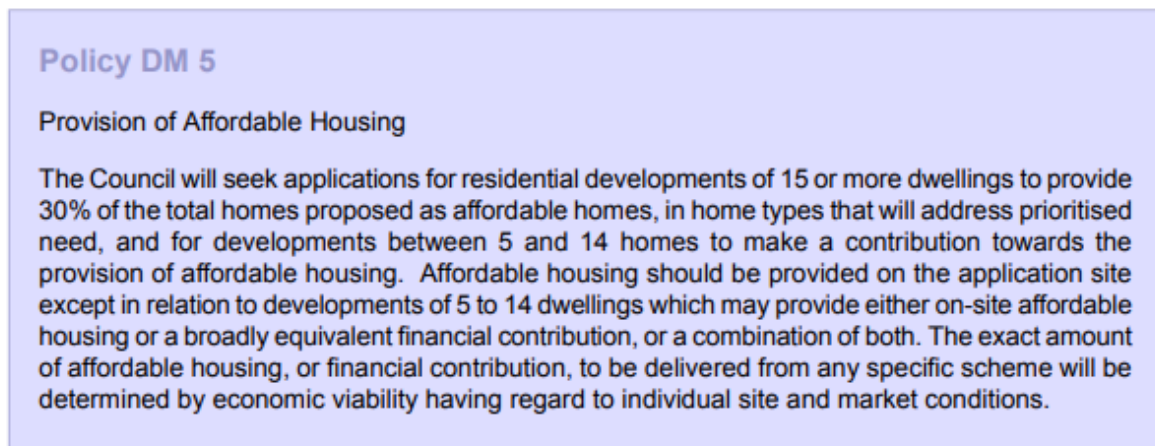 Policy DM 5
Provision of Affordable Housing
The Council will seek applications for residential developments of 15 or more dwellings to provide
30% of the total homes proposed as affordable homes, in home types that will address prioritised
need, and for developments between 5 and 14 homes to make a contribution towards the
provision of affordable housing.  Affordable housing should be provided on the application site
except in relation to developments of 5 to 14 dwellings which may provide either on-site affordable
housing or a broadly equivalent financial contribution, or a combination of both. The exact amount
of affordable housing, or financial contribution, to be delivered from any specific scheme will be
determined by economic viability having regard to individual site and market conditions.